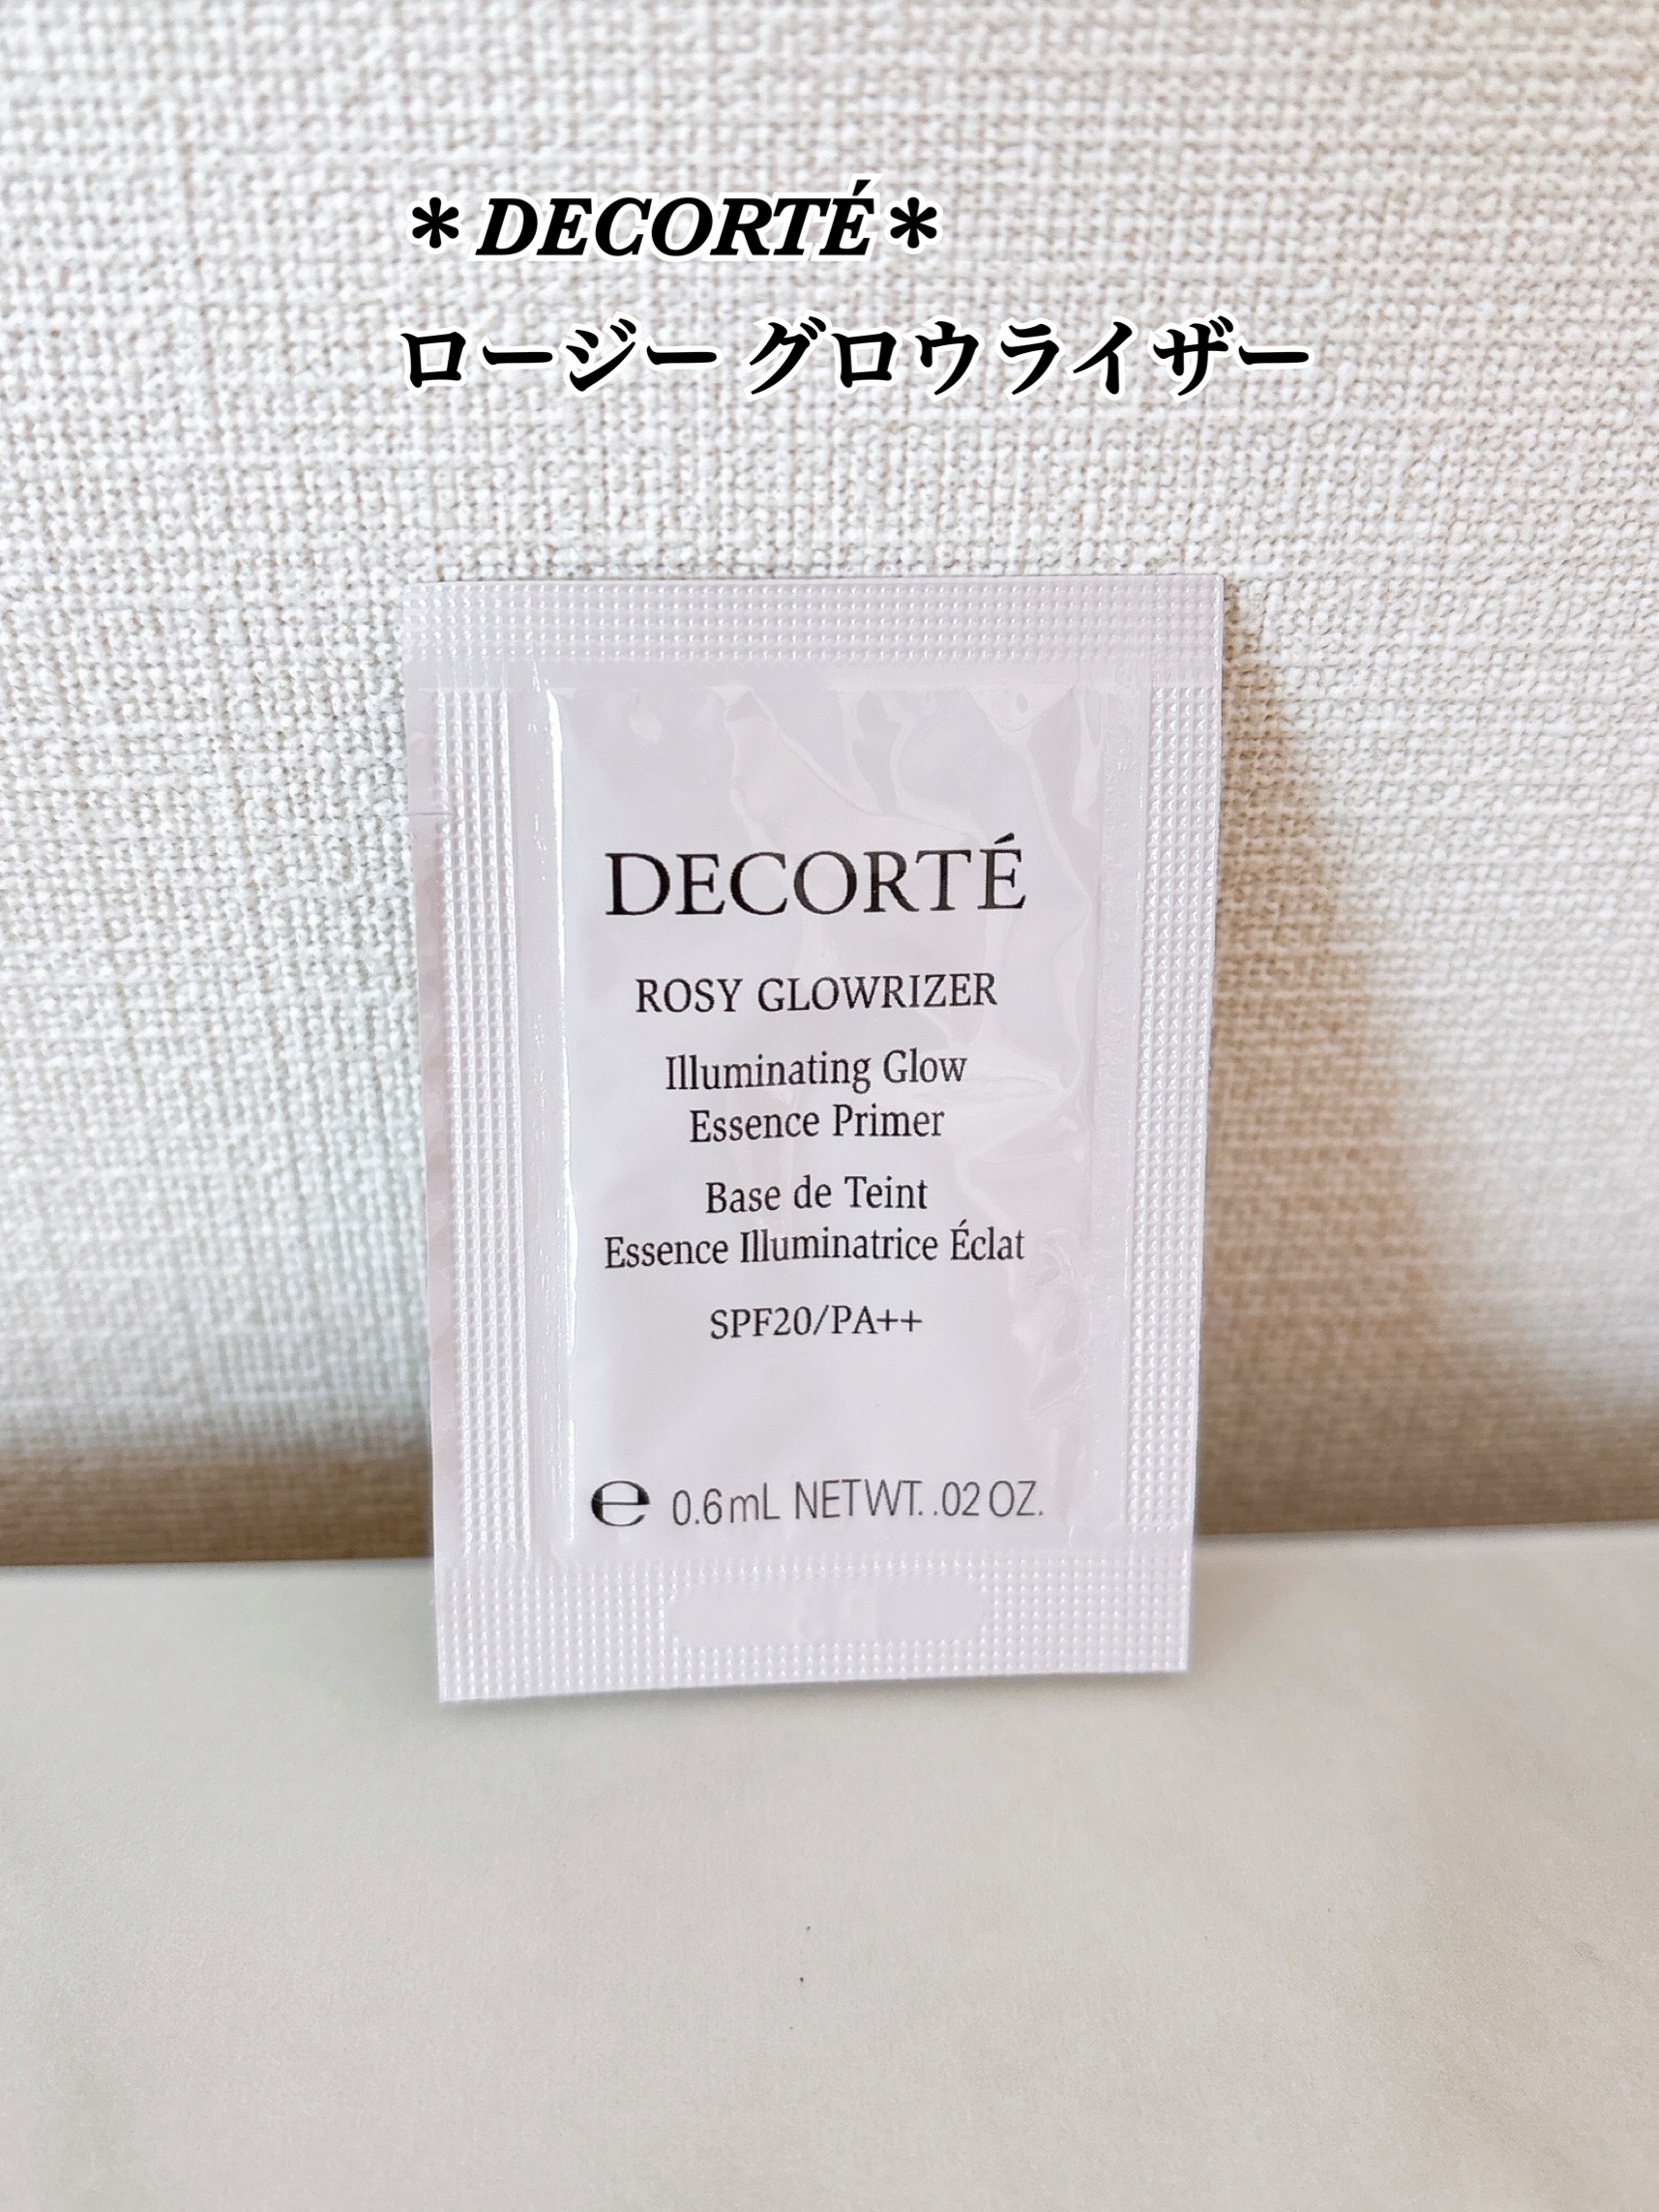 ＊DECORTÉ＊
ロージー グロウライザー
DECORTÉ
ROSY GLOWRIZER
Illuminating Glow
Essence Primer
Base de Teint
Essence Illuminatrice Éclat
SPF20/PA++
℮ 0.6mL NETWT. .02 OZ.